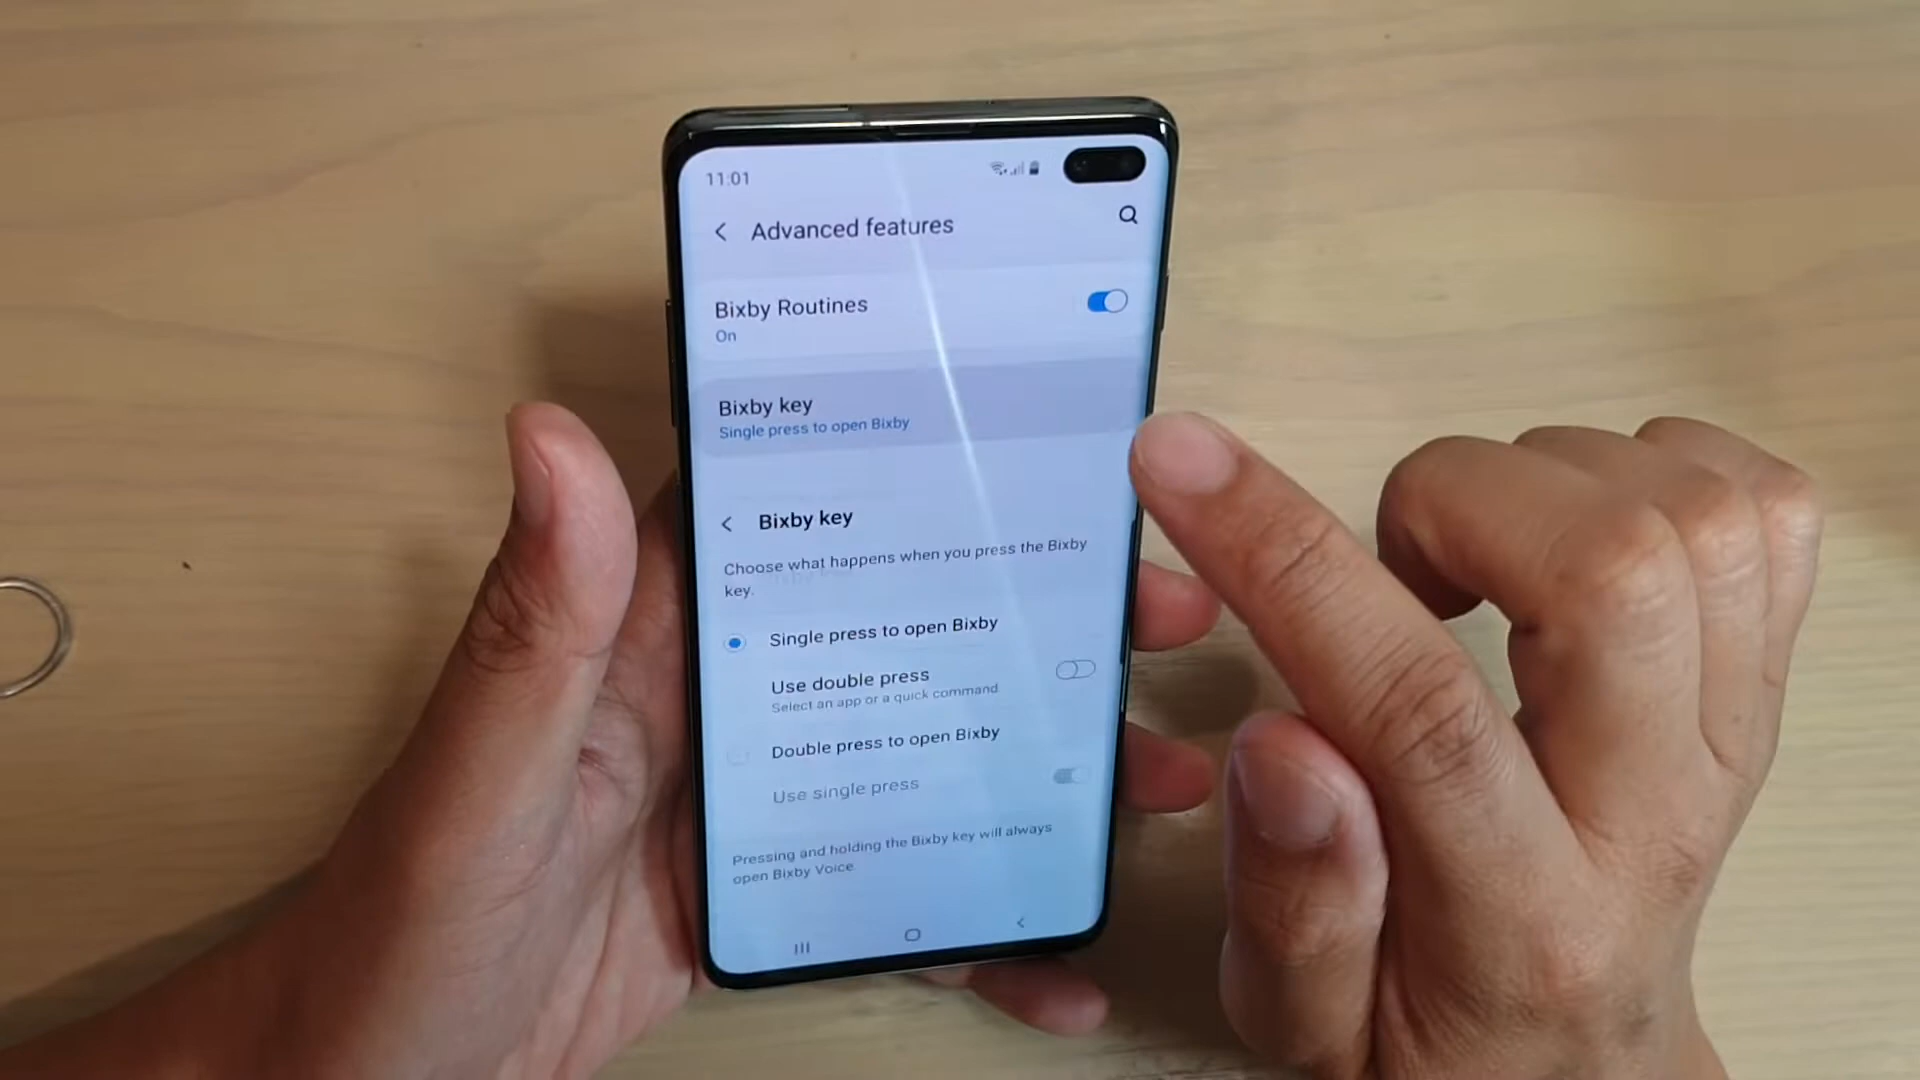 11:01
Advanced features
Bixby Routines
On
Bixby key
Single press to open Bixby
Bixby key
Choose what happens when you press the Bixby
key.
Single press to open Bixby
Use double press
Select an app or a quick command
Double press to open Bixby
Use single press
Pressing and holding the Bixby key will always
open Bixby Voice